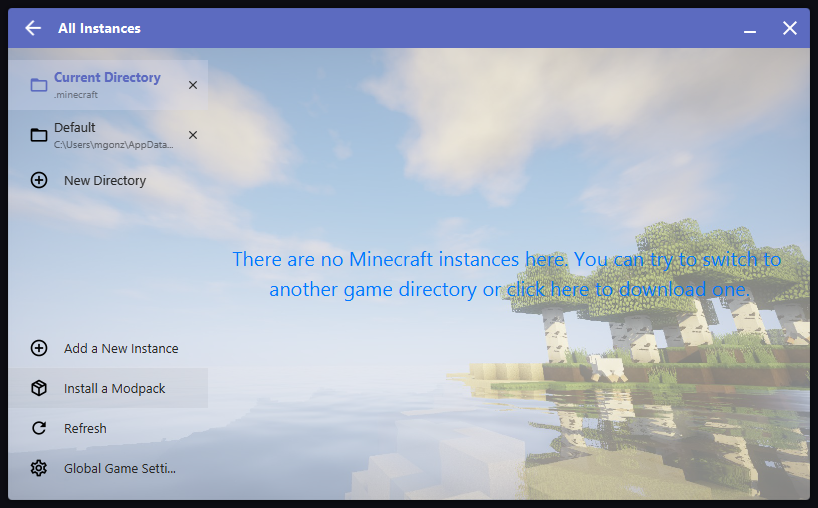 All Instances
Current Directory
.minecraft
Default
C:\Users\mgonz\AppData...
New Directory
There are no Minecraft instances here. You can try to switch to
another game directory or click here to download one.
Add a New Instance
Install a Modpack
Refresh
Global Game Setti...